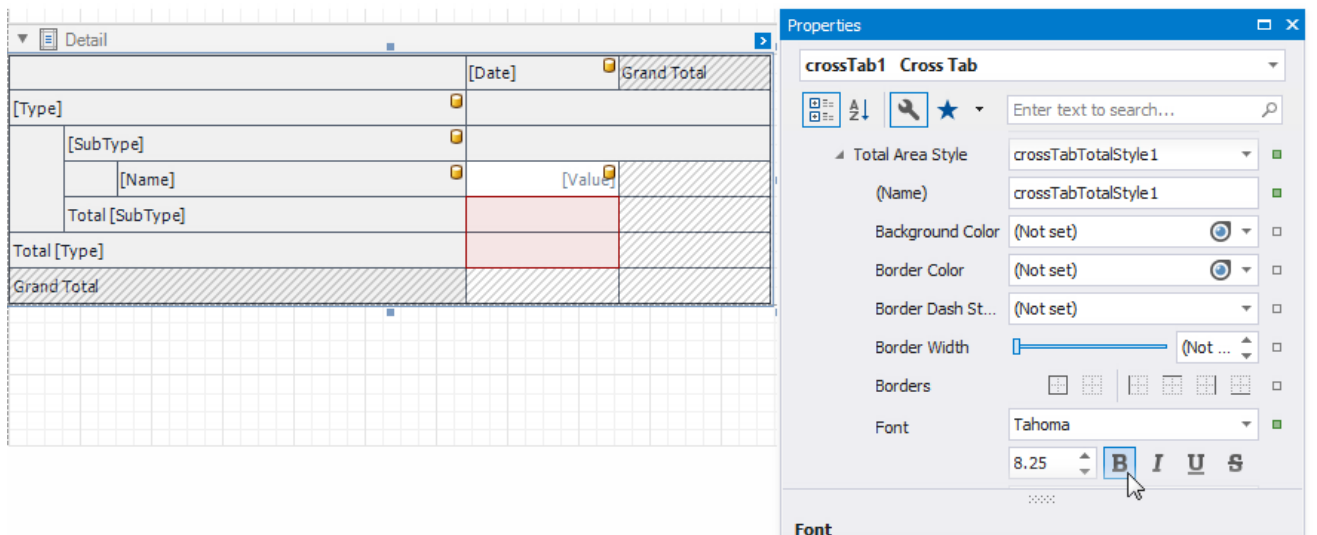 Detail
[Date]
Grand Total
[Type]
[SubType]
[Name]
[Value]
Total [SubType]
Total [Type]
Grand Total
Properties
crossTab1 Cross Tab
Enter text to search...
Total Area Style
crossTabTotalStyle1
(Name)
crossTabTotalStyle1
Background Color
(Not set)
Border Color
(Not set)
Border Dash St...
(Not set)
Border Width
(Not ...
Borders
Font
Tahoma
8.25
B I U S
Font